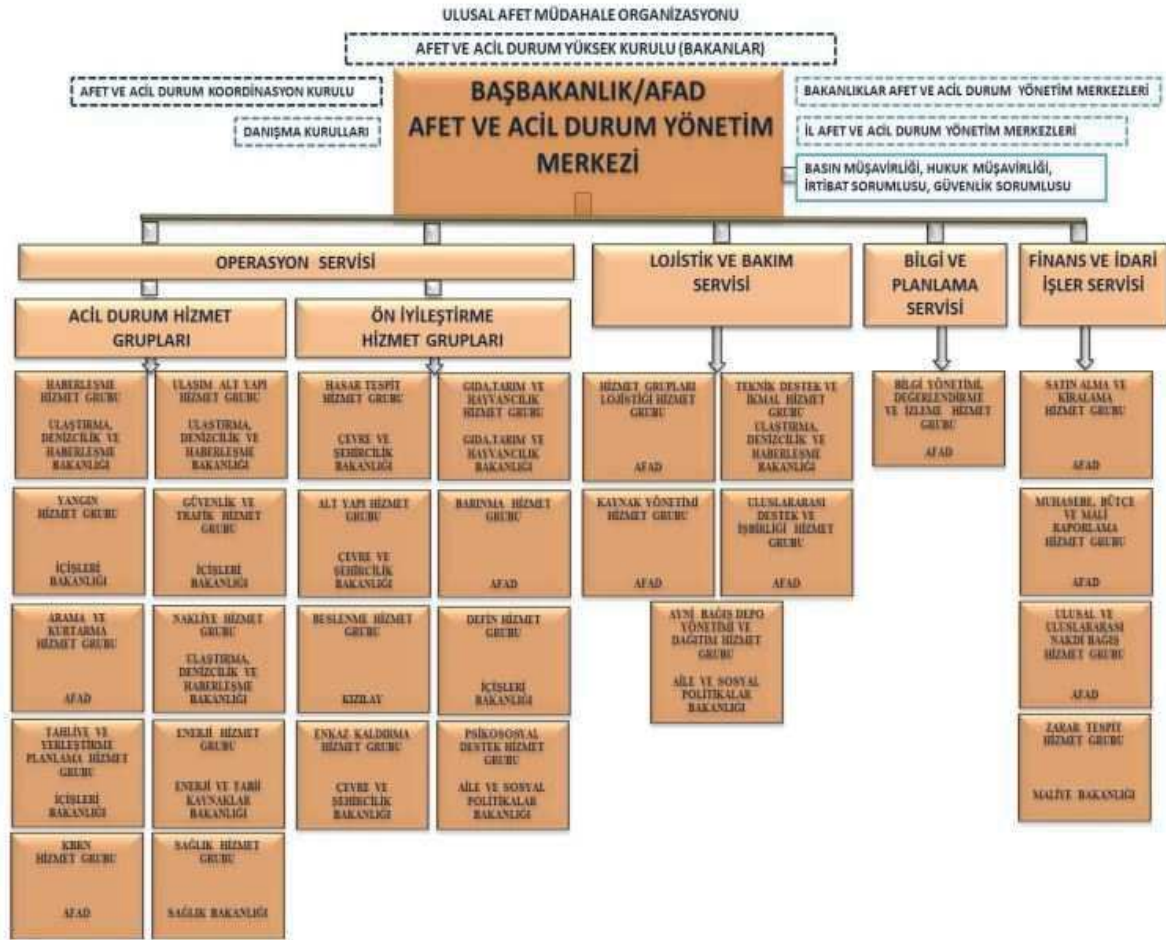 ULUSAL AFET MÜDAHALE ORGANİZASYONU
AFET VE ACİL DURUM YÜKSEK KURULU (BAKANLAR)
AFET VE ACİL DURUM KOORDİNASYON KURULU
DANIŞMA KURULLARI
BAŞBAKANLIK/AFAD
AFET VE ACİL DURUM YÖNETİM
MERKEZİ
BAKANLIKLAR AFET VE ACİL DURUM YÖNETİM MERKEZLERİ
İL AFET VE ACİL DURUM YÖNETİM MERKEZLERİ
BASIN MÜŞAVİRLİĞİ, HUKUK MÜŞAVİRLİĞİ,
İRTİBAT SORUMLUSU, GÜVENLİK SORUMLUSU
OPERASYON SERVİSİ
ACİL DURUM HİZMET
GRUPLARI
HABERLEŞME
HİZMET GRUBU
ULAŞTIRMA,
DENİZCİLİK VE
HABERLEŞME
BAKANLIĞI
ULAŞIM ALT YAPI
HİZMET GRUBU
ULAŞTIRMA,
DENİZCİLİK VE
HABERLEŞME
BAKANLIĞI
YANGIN
HİZMET GRUBU
İÇİŞLERİ
BAKANLIĞI
GÜVENLİK VE
TRAFİK HİZMET
GRUBU
İÇİŞLERİ
BAKANLIĞI
ARAMA VE
KURTARMA
HİZMET GRUBU
AFAD
NAKLİYE HİZMET
GRUBU
ULAŞTIRMA,
DENİZCİLİK VE
HABERLEŞME
BAKANLIĞI
TAHLİYE VE
YERLEŞTİRME
PLANLAMA HİZMET
GRUBU
İÇİŞLERİ
BAKANLIĞI
ENERJİ HİZMET
GRUBU
ENERJİ VE TABİİ
KAYNAKLAR
BAKANLIĞI
KBRN
HİZMET GRUBU
AFAD
SAĞLIK HİZMET
GRUBU
SAĞLIK BAKANLIĞI
ÖN İYİLEŞTİRME
HİZMET GRUPLARI
HASAR TESPİT
HİZMET GRUBU
ÇEVRE VE
ŞEHİRCİLİK
BAKANLIĞI
GIDA,TARIM VE
HAYVANCILIK
HİZMET GRUBU
GIDA,TARIM VE
HAYVANCILIK
BAKANLIĞI
ALT YAPI HİZMET
GRUBU
ÇEVRE VE
ŞEHİRCİLİK
BAKANLIĞI
BARINMA HİZMET
GRUBU
AFAD
BESLENME HİZMET
GRUBU
KIZILAY
DEFİN HİZMET
GRUBU
İÇİŞLERİ
BAKANLIĞI
ENKAZ KALDIRMA
HİZMET GRUBU
ÇEVRE VE
ŞEHİRCİLİK
BAKANLIĞI
PSİKOSOSYAL
DESTEK HİZMET
GRUBU
AİLE VE SOSYAL
POLİTİKALAR
BAKANLIĞI
LOJİSTİK VE BAKIM
SERVİSİ
HİZMET GRUPLARI
LOJİSTİĞİ HİZMET
GRUBU
AFAD
TEKNİK DESTEK VE
İKMAL HİZMET
GRUBU
ULAŞTIRMA,
DENİZCİLİK VE
HABERLEŞME
BAKANLIĞI
KAYNAK YÖNETİMİ
HİZMET GRUBU
AFAD
ULUSLARARASI
DESTEK VE
İŞBİRLİĞİ HİZMET
GRUBU
AFAD
AYNİ BAĞIŞ DEPO
YÖNETİMİ VE
DAĞITIM HİZMET
GRUBU
AİLE VE SOSYAL
POLİTİKALAR
BAKANLIĞI
BİLGİ VE
PLANLAMA
SERVİSİ
BİLGİ YÖNETİMİ,
DEĞERLENDİRME
VE İZLEME HİZMET
GRUBU
AFAD
FİNANS VE İDARİ
İŞLER SERVİSİ
SATIN ALMA VE
KİRALAMA
HİZMET GRUBU
AFAD
MUHASEBE, BÜTÇE
VE MALİ
RAPORLAMA
HİZMET GRUBU
AFAD
ULUSAL VE
ULUSLARARASI
NAKDİ BAĞIŞ
HİZMET GRUBU
AFAD
ZARAR TESPİT
HİZMET GRUBU
MALİYE BAKANLIĞI